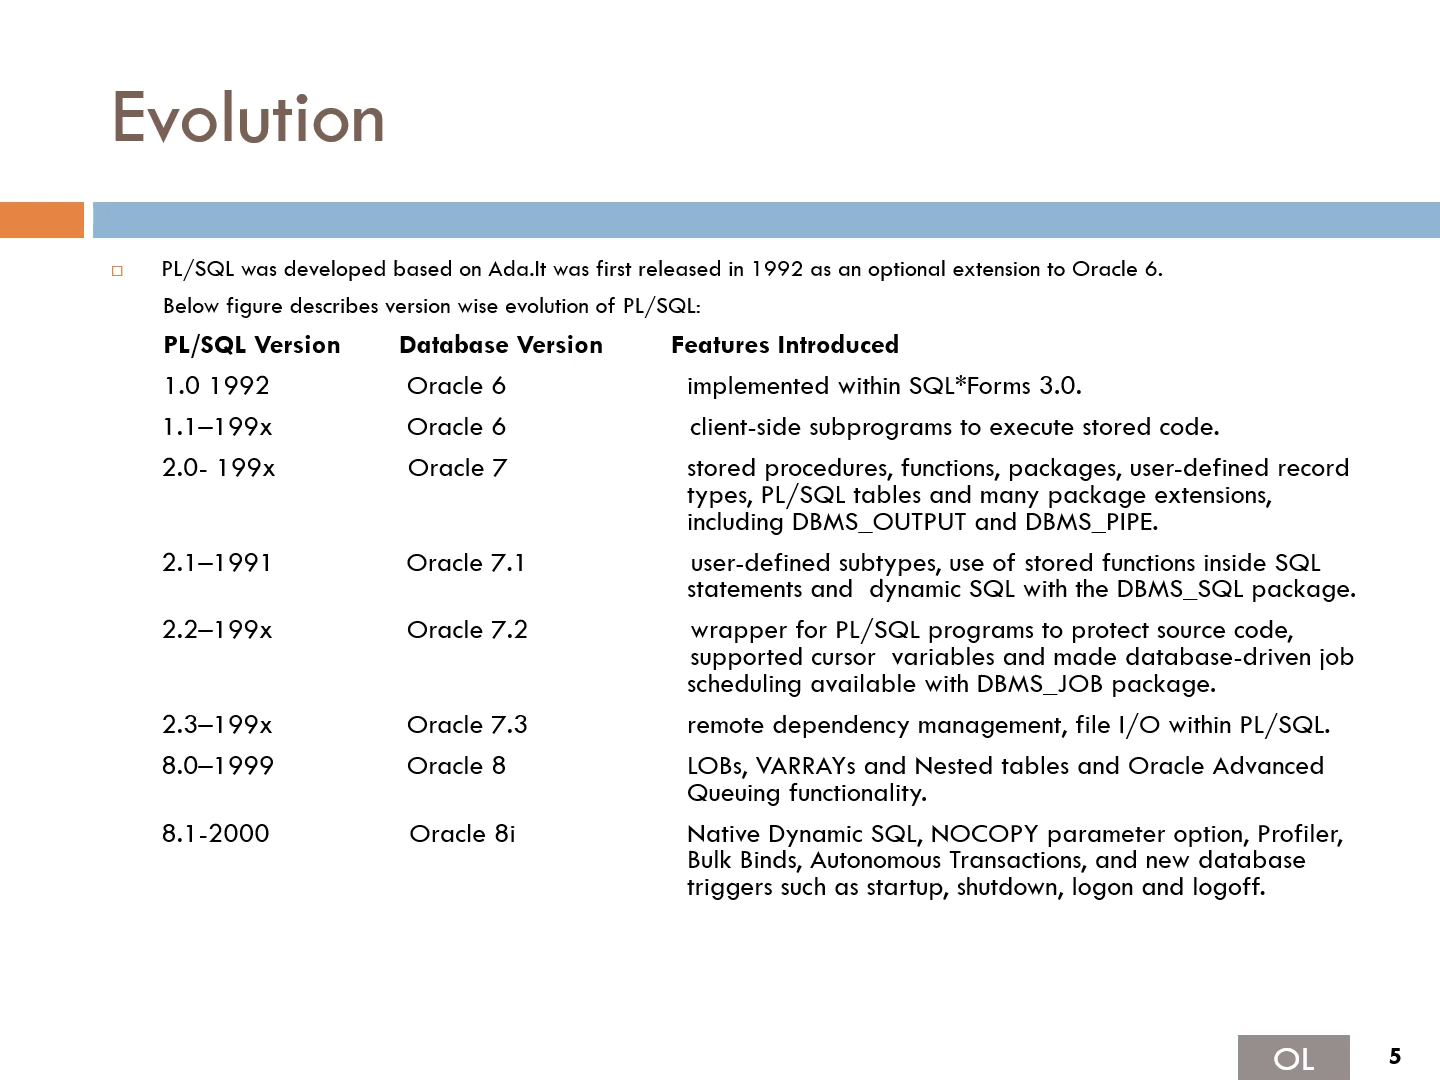 Evolution
PL/SQL was developed based on Ada.It was first released in 1992 as an optional extension to Oracle 6.
Below figure describes version wise evolution of PL/SQL:
PL/SQL Version Database Version Features Introduced
1.0 1992 Oracle 6 implemented within SQL*Forms 3.0.
1.1–199x Oracle 6 client-side subprograms to execute stored code.
2.0- 199x Oracle 7 stored procedures, functions, packages, user-defined record
types, PL/SQL tables and many package extensions,
including DBMS_OUTPUT and DBMS_PIPE.
2.1–1991 Oracle 7.1 user-defined subtypes, use of stored functions inside SQL
statements and dynamic SQL with the DBMS_SQL package.
2.2–199x Oracle 7.2 wrapper for PL/SQL programs to protect source code,
supported cursor variables and made database-driven job
scheduling available with DBMS_JOB package.
2.3–199x Oracle 7.3 remote dependency management, file I/O within PL/SQL.
8.0–1999 Oracle 8 LOBs, VARRAYs and Nested tables and Oracle Advanced
Queuing functionality.
8.1-2000 Oracle 8i Native Dynamic SQL, NOCOPY parameter option, Profiler,
Bulk Binds, Autonomous Transactions, and new database
triggers such as startup, shutdown, logon and logoff.
OL 5